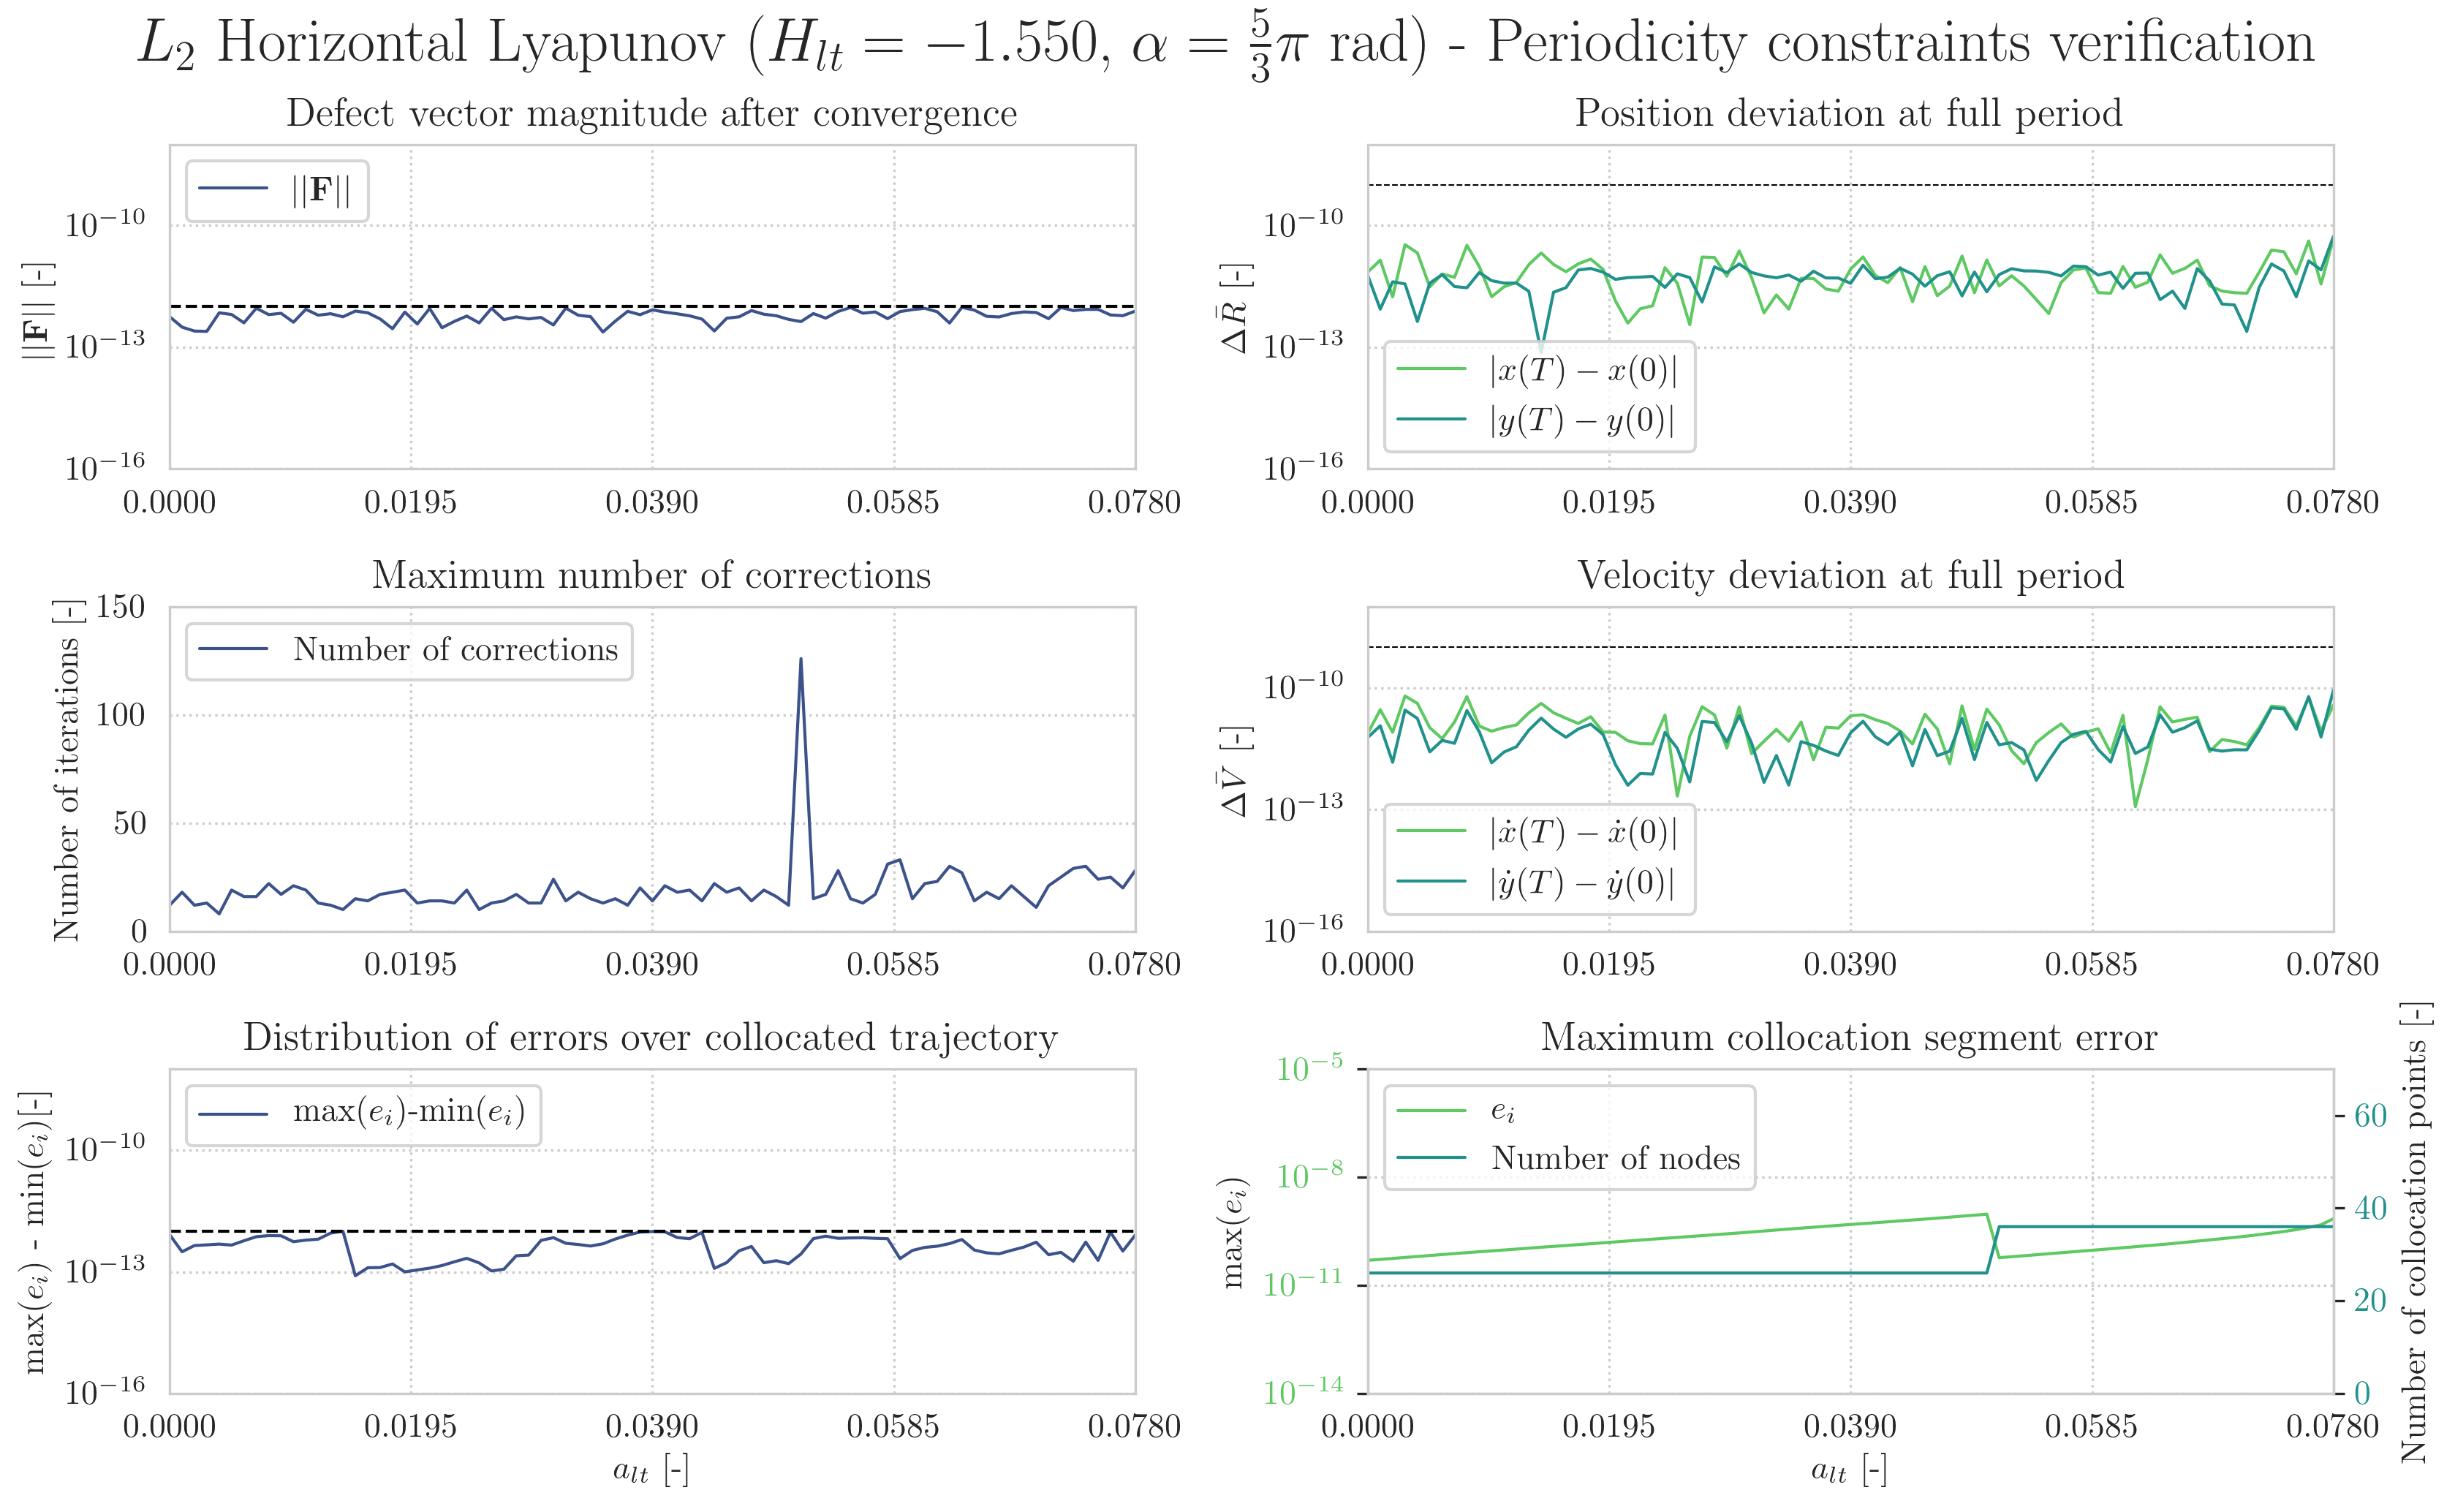 L₂ Horizontal Lyapunov (H_{lt} = −1.550, α = \frac{5}{3}π rad) - Periodicity constraints verification
Defect vector magnitude after convergence
||F|| [-]
||F||
10⁻¹⁰
10⁻¹³
10⁻¹⁶
0.0000 0.0195 0.0390 0.0585 0.0780
Position deviation at full period
ΔR̄ [-]
10⁻¹⁰
10⁻¹³
10⁻¹⁶
|x(T) − x(0)|
|y(T) − y(0)|
0.0000 0.0195 0.0390 0.0585 0.0780
Maximum number of corrections
Number of iterations [-]
150
100
50
0
Number of corrections
0.0000 0.0195 0.0390 0.0585 0.0780
Velocity deviation at full period
ΔV̄ [-]
10⁻¹⁰
10⁻¹³
10⁻¹⁶
|ẋ(T) − ẋ(0)|
|ẏ(T) − ẏ(0)|
0.0000 0.0195 0.0390 0.0585 0.0780
Distribution of errors over collocated trajectory
max(eᵢ) - min(eᵢ)[-]
max(eᵢ)-min(eᵢ)
10⁻¹⁰
10⁻¹³
10⁻¹⁶
0.0000 0.0195 0.0390 0.0585 0.0780
a_{lt} [-]
Maximum collocation segment error
max(eᵢ)
10⁻⁵
10⁻⁸
10⁻¹¹
10⁻¹⁴
eᵢ
Number of nodes
60
40
20
0
Number of collocation points [-]
0.0000 0.0195 0.0390 0.0585 0.0780
a_{lt} [-]